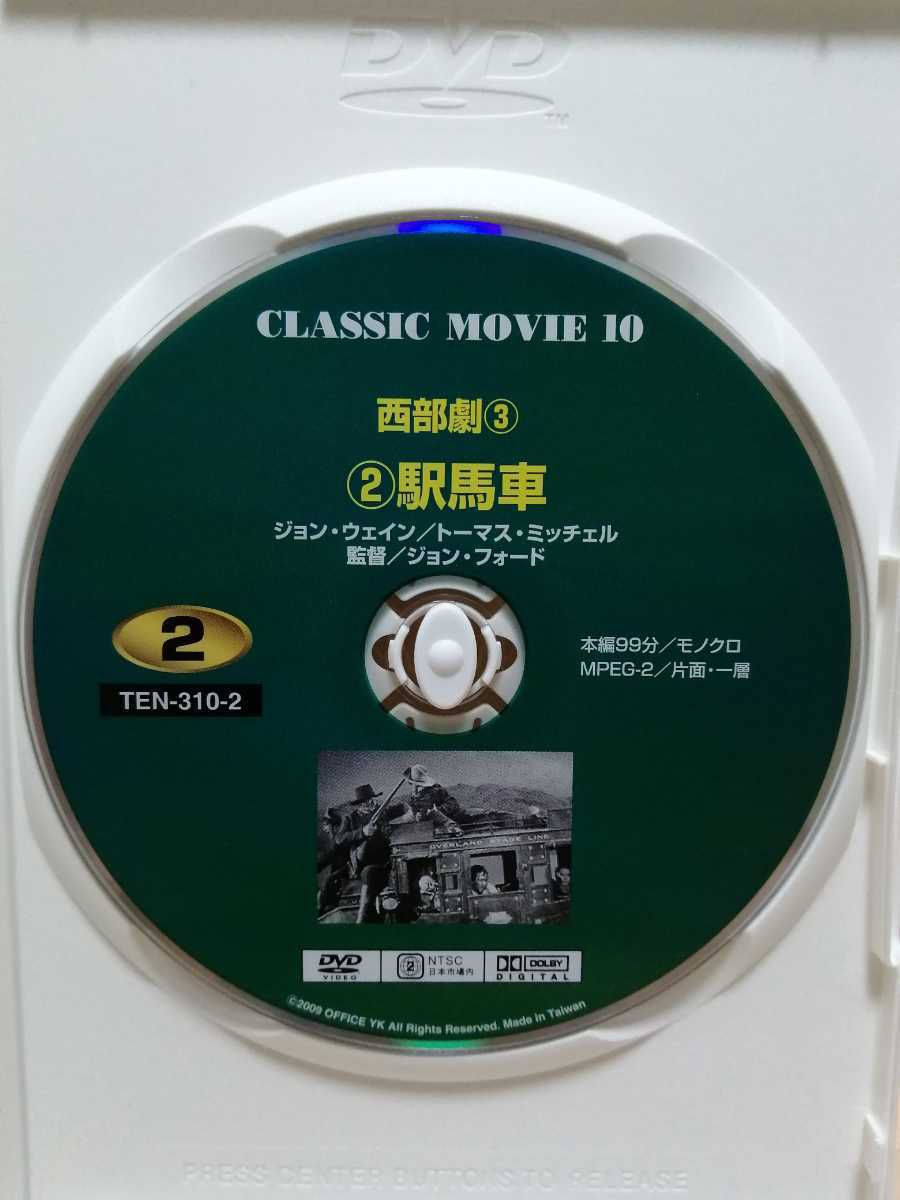 DVD
TM
CLASSIC MOVIE 10
西部劇③
②駅馬車
ジョン・ウェイン／トーマス・ミッチェル
監督／ジョン・フォード
2
TEN-310-2
本編99分／モノクロ
MPEG-2／片面・一層
OVERLAND STAGE LINE
DVD
VIDEO
2
NTSC
日本市場内
DOLBY
DIGITAL
©2009 OFFICE YK All Rights Reserved. Made in Taiwan
PRESS CENTER BUTTONS TO RELEASE